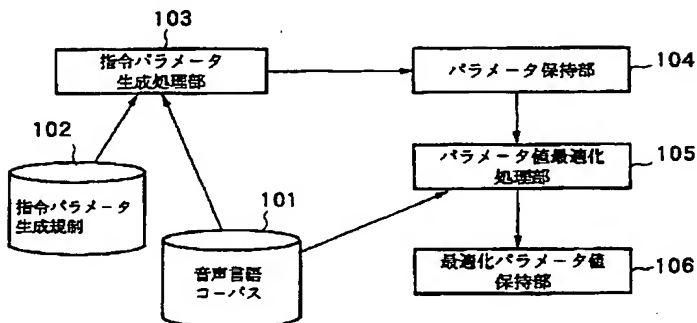 103
指令パラメータ
生成処理部
パラメータ保持部
104
102
指令パラメータ
生成規制
101
音声言語
コーパス
パラメータ値最適化
処理部
105
最適化パラメータ値
保持部
106